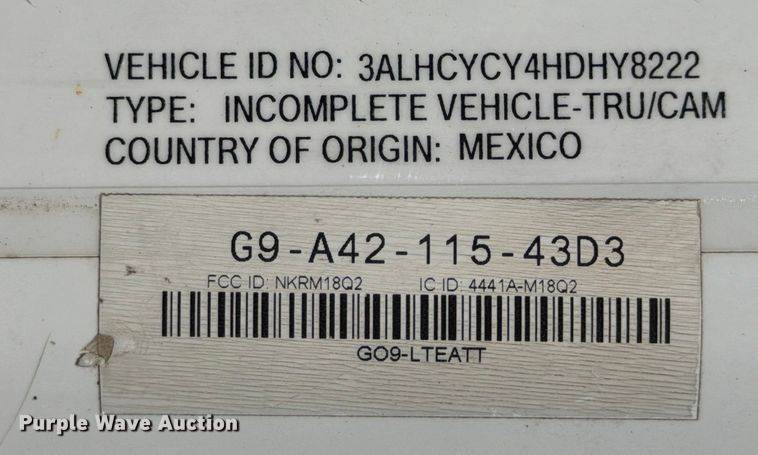 VEHICLE ID NO: 3ALHCYCY4HDHY8222
TYPE: INCOMPLETE VEHICLE-TRU/CAM
COUNTRY OF ORIGIN: MEXICO
G9-A42-115-43D3
FCC ID: NKRM18Q2 IC ID: 4441A-M18Q2
GO9-LTEATT
Purple Wave Auction